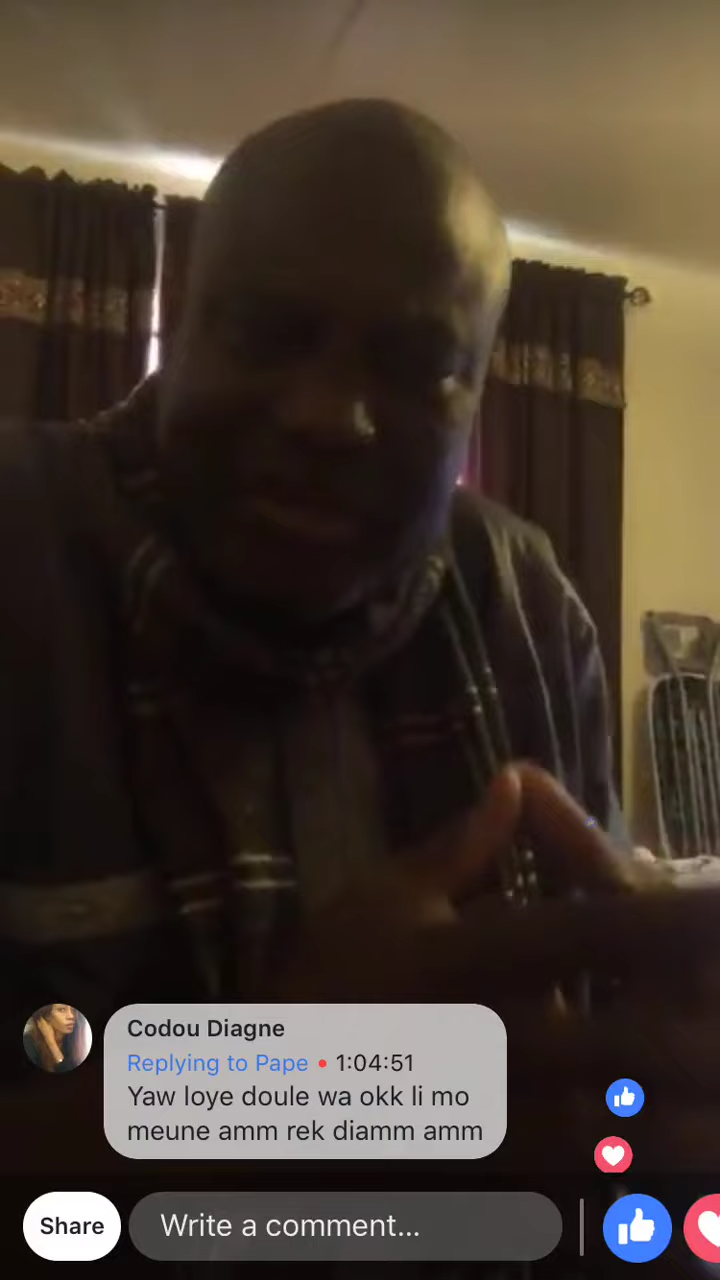 Codou Diagne
Replying to Pape • 1:04:51
Yaw loye doule wa okk li mo
meune amm rek diamm amm
Share
Write a comment...